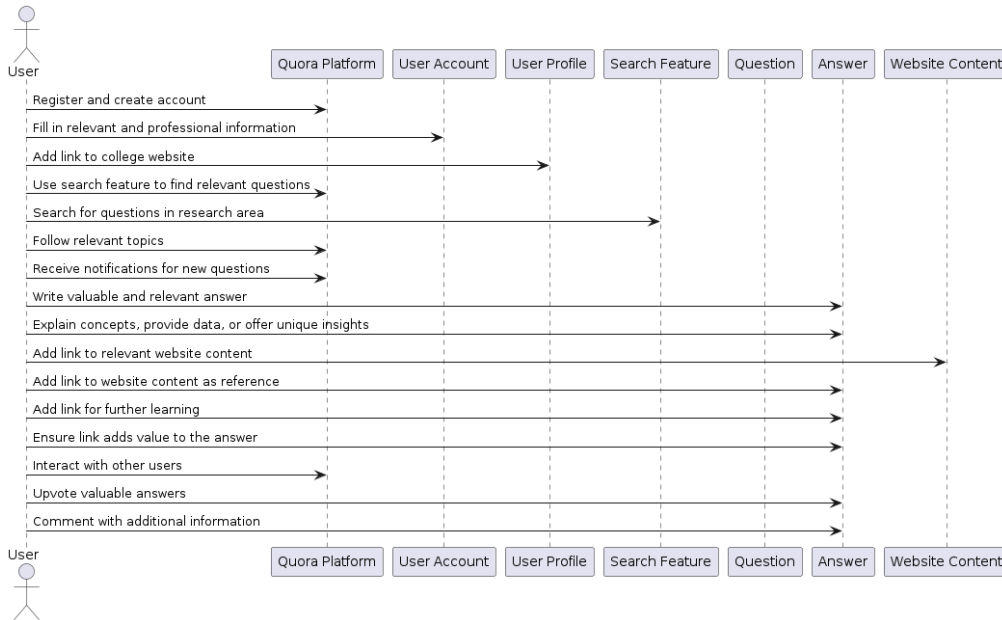 User
Quora Platform User Account User Profile Search Feature Question Answer Website Content
Register and create account
Fill in relevant and professional information
Add link to college website
Use search feature to find relevant questions
Search for questions in research area
Follow relevant topics
Receive notifications for new questions
Write valuable and relevant answer
Explain concepts, provide data, or offer unique insights
Add link to relevant website content
Add link to website content as reference
Add link for further learning
Ensure link adds value to the answer
Interact with other users
Upvote valuable answers
Comment with additional information
User
Quora Platform User Account User Profile Search Feature Question Answer Website Content